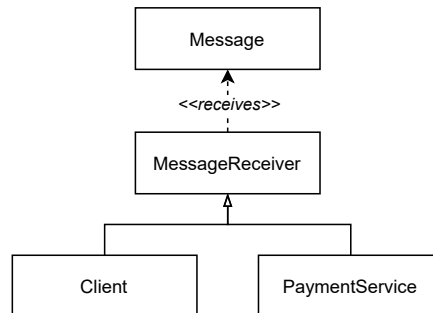 Message
<<receives>>
MessageReceiver
Client
PaymentService